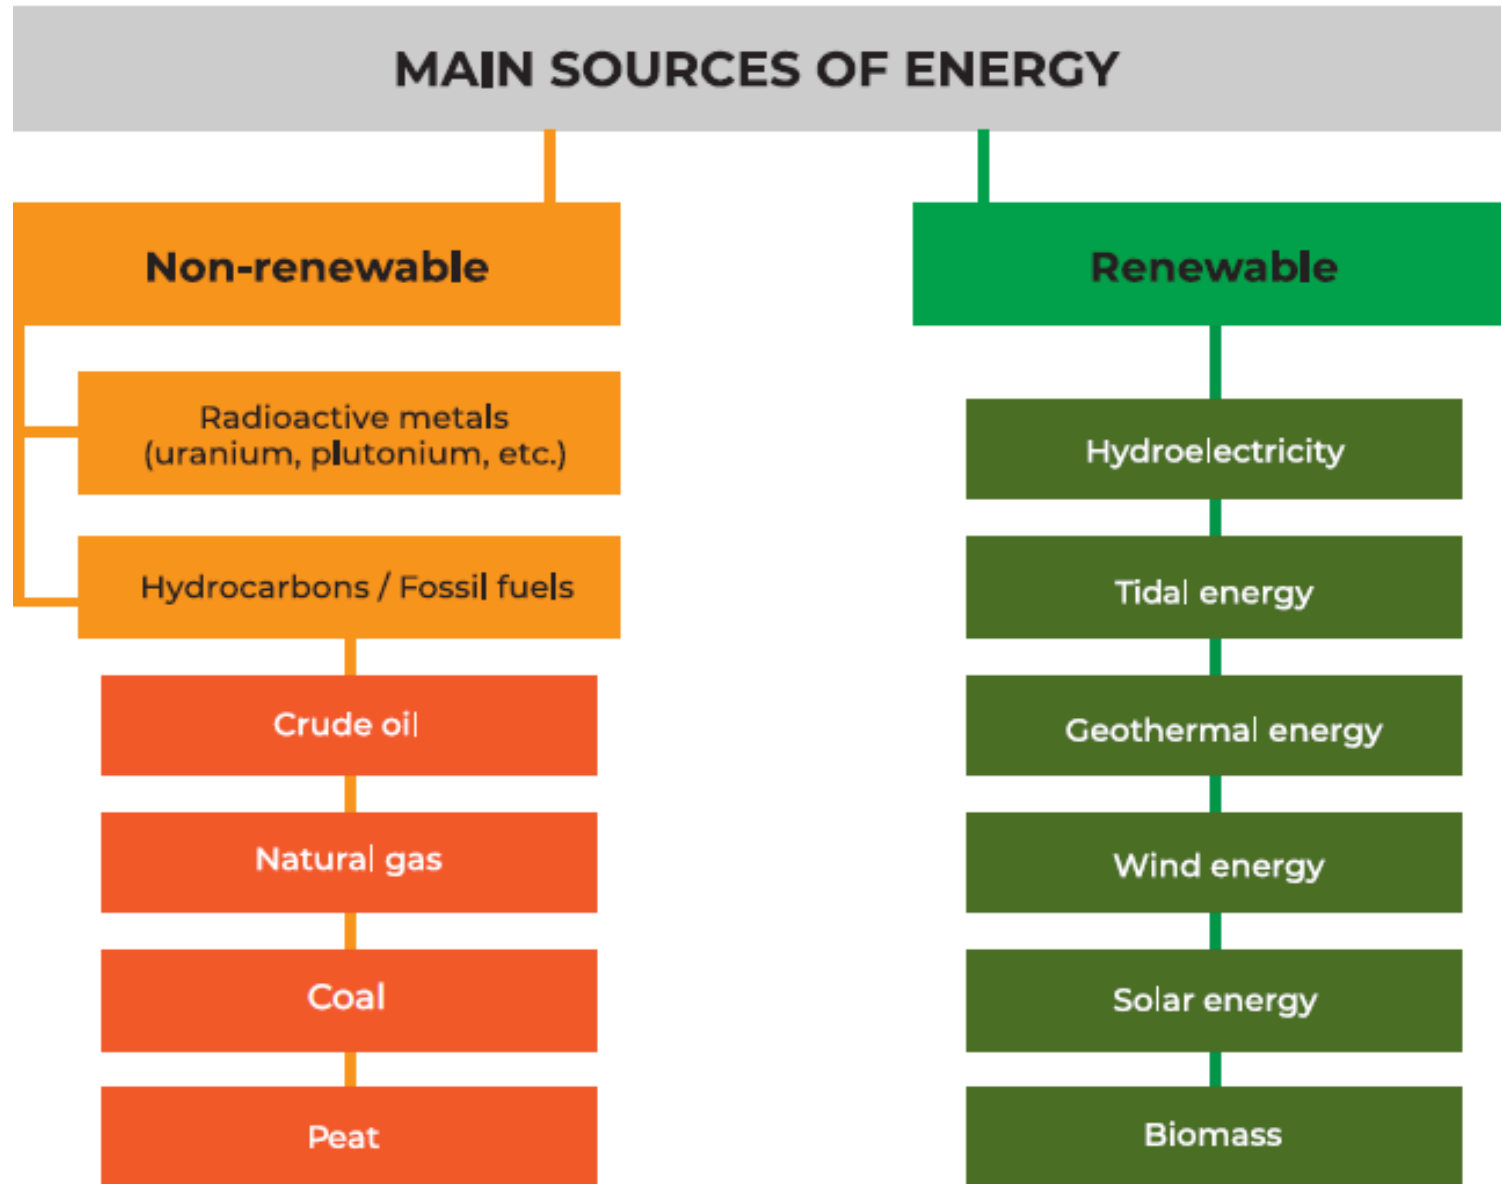 MAIN SOURCES OF ENERGY
Non-renewable
Radioactive metals
(uranium, plutonium, etc.)
Hydrocarbons / Fossil fuels
Crude oil
Natural gas
Coal
Peat
Renewable
Hydroelectricity
Tidal energy
Geothermal energy
Wind energy
Solar energy
Biomass